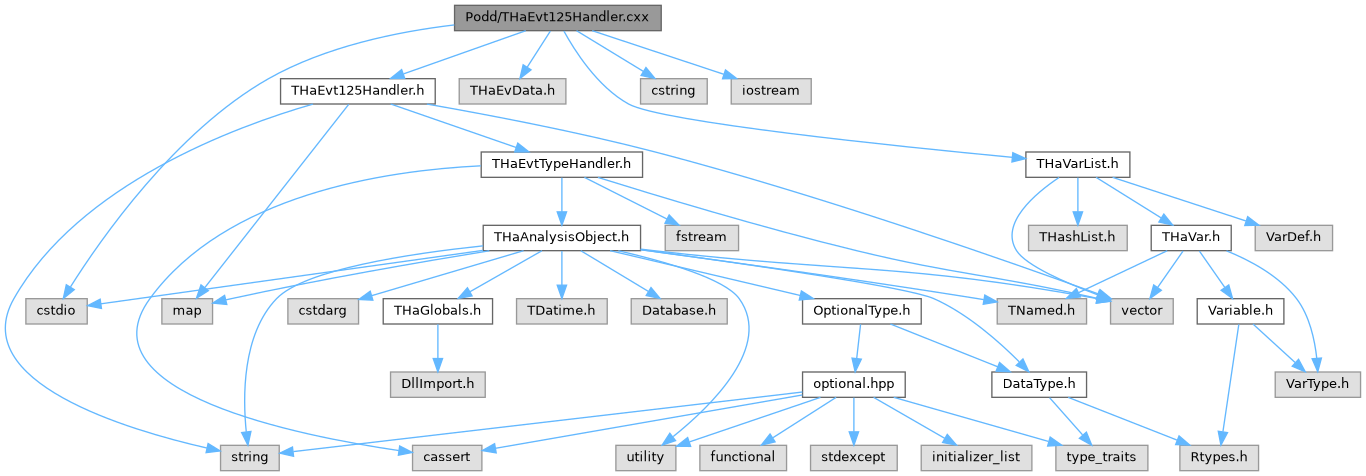 Podd/THaEvt125Handler.cxx
THaEvt125Handler.h
THaEvData.h
cstring
iostream
THaEvtTypeHandler.h
THaVarList.h
THaAnalysisObject.h
fstream
THashList.h
THaVar.h
VarDef.h
cstdio
map
cstdarg
THaGlobals.h
TDatime.h
Database.h
OptionalType.h
TNamed.h
vector
Variable.h
DllImport.h
optional.hpp
DataType.h
VarType.h
string
cassert
utility
functional
stdexcept
initializer_list
type_traits
Rtypes.h